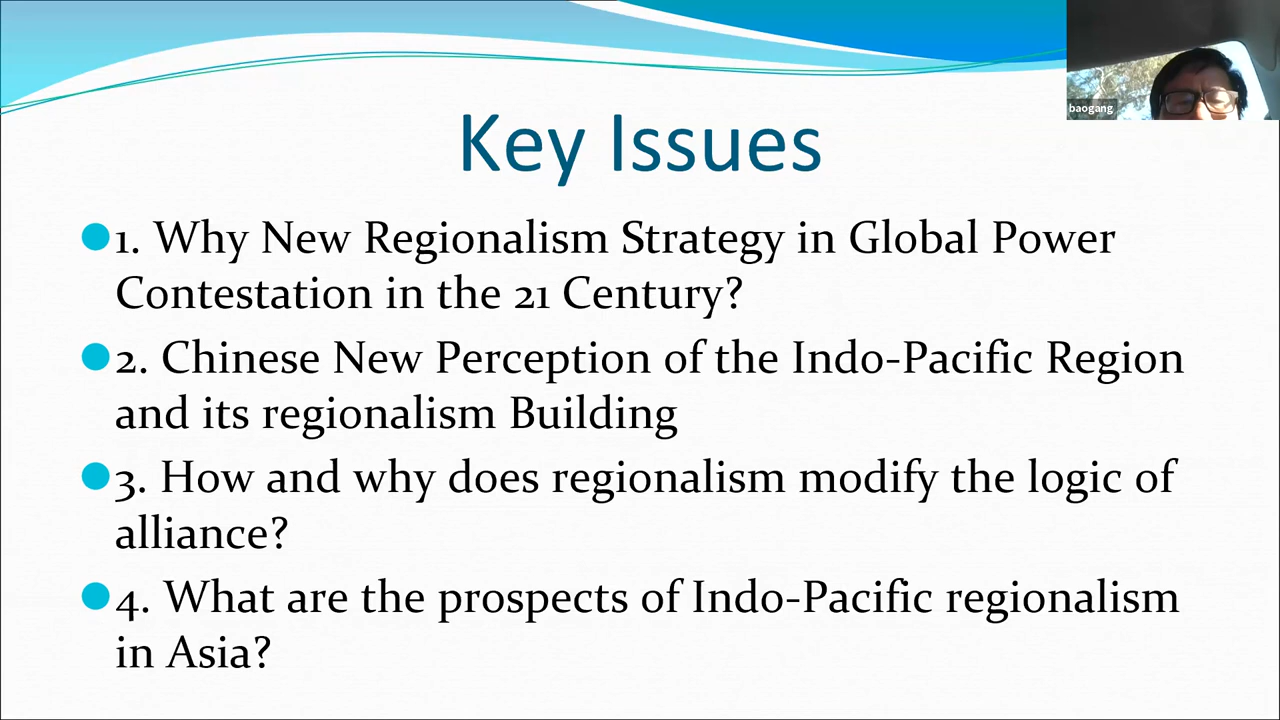 baogang
Key Issues
1. Why New Regionalism Strategy in Global Power
Contestation in the 21 Century?
2. Chinese New Perception of the Indo-Pacific Region
and its regionalism Building
3. How and why does regionalism modify the logic of
alliance?
4. What are the prospects of Indo-Pacific regionalism
in Asia?